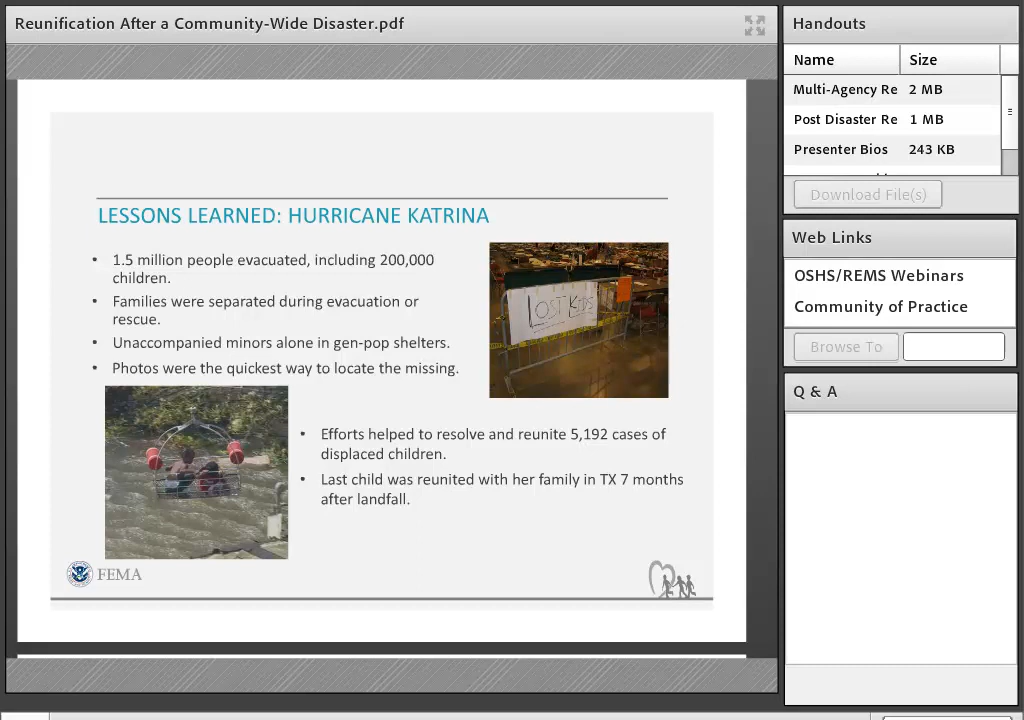 Reunification After a Community-Wide Disaster.pdf
LESSONS LEARNED: HURRICANE KATRINA
• 1.5 million people evacuated, including 200,000
children.
• Families were separated during evacuation or
rescue.
• Unaccompanied minors alone in gen-pop shelters.
• Photos were the quickest way to locate the missing.
LOST KIDS
• Efforts helped to resolve and reunite 5,192 cases of
displaced children.
• Last child was reunited with her family in TX 7 months
after landfall.
FEMA
Handouts
Name Size
Multi-Agency Re 2 MB
Post Disaster Re 1 MB
Presenter Bios 243 KB
Download File(s)
Web Links
OSHS/REMS Webinars
Community of Practice
Browse To
Q & A